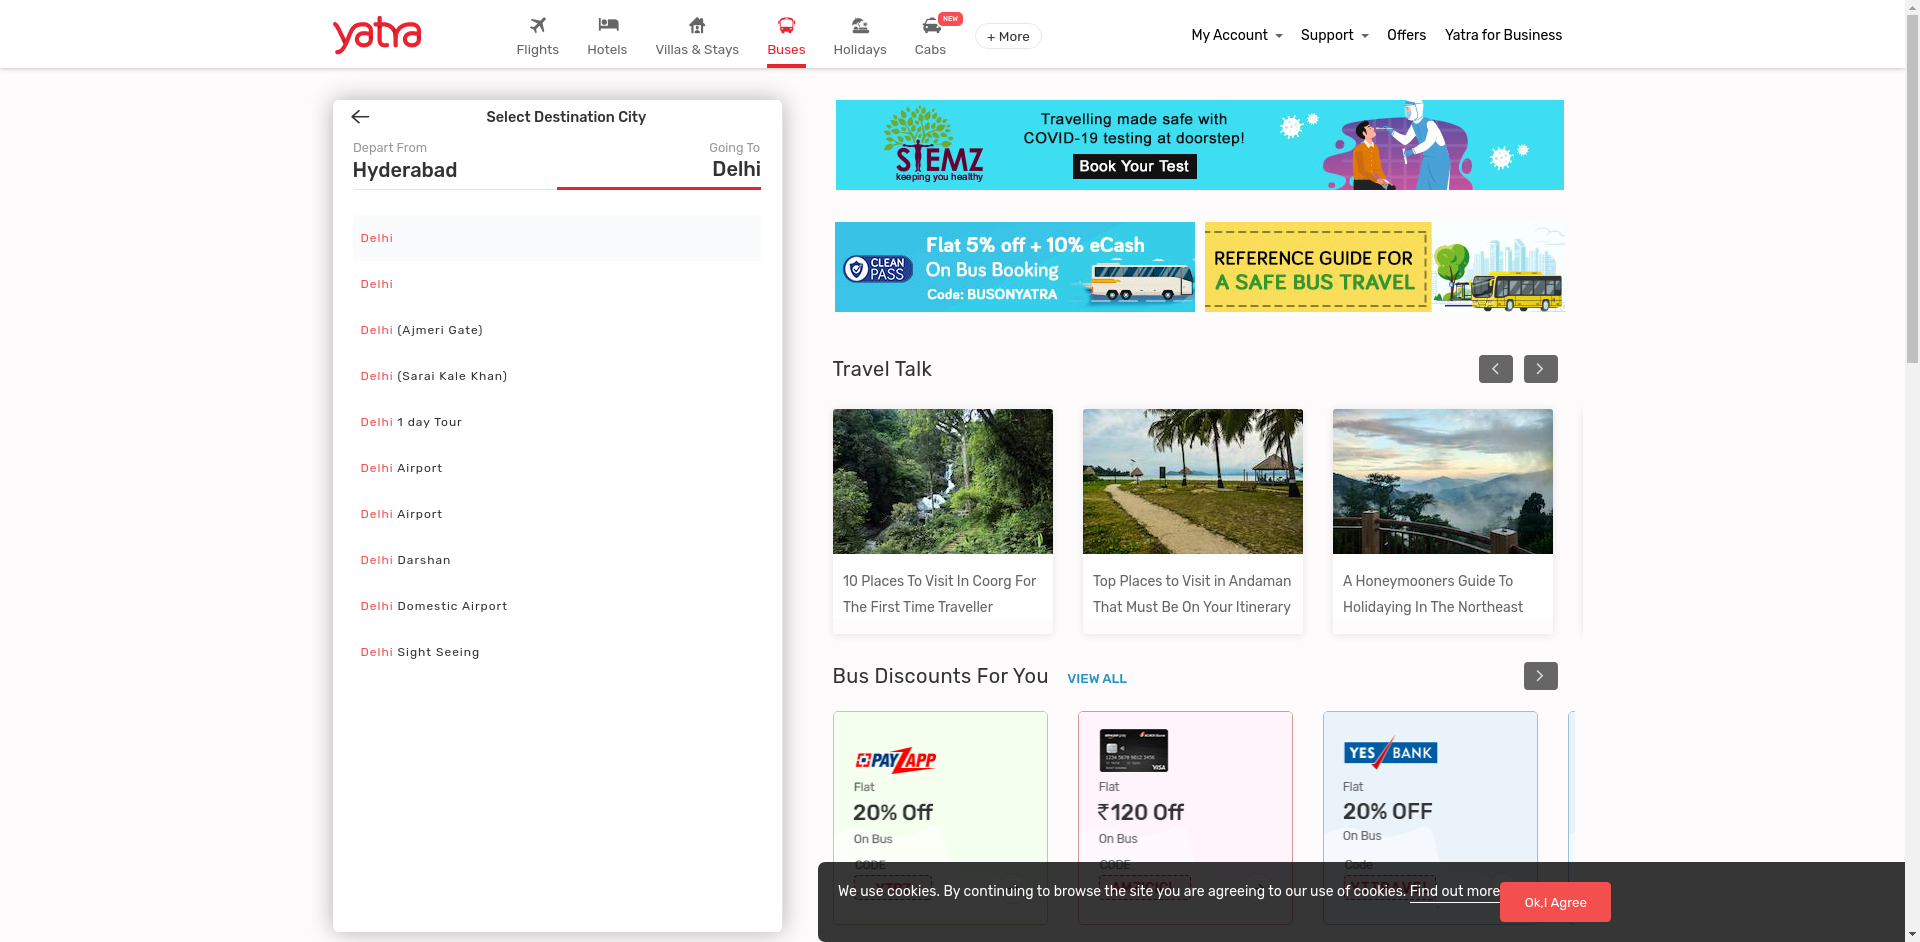 yatra
Flights
Hotels
Villas & Stays
Buses
Holidays
NEW
Cabs
+ More
My Account
Support
Offers
Yatra for Business
Select Destination City
Depart From
Hyderabad
Going To
Delhi
Delhi
Delhi
Delhi (Ajmeri Gate)
Delhi (Sarai Kale Khan)
Delhi 1 day Tour
Delhi Airport
Delhi Airport
Delhi Darshan
Delhi Domestic Airport
Delhi Sight Seeing
STEMZ
keeping you healthy
Travelling made safe with
COVID-19 testing at doorstep!
Book Your Test
CLEAN
PASS
Flat 5% off + 10% eCash
On Bus Booking
Code: BUSONYATRA
REFERENCE GUIDE FOR
A SAFE BUS TRAVEL
Travel Talk
10 Places To Visit In Coorg For
The First Time Traveller
Top Places to Visit in Andaman
That Must Be On Your Itinerary
A Honeymooners Guide To
Holidaying In The Northeast
Bus Discounts For You
VIEW ALL
PAYZAPP
Flat
20% Off
On Bus
CODE
VISA
Flat
₹120 Off
On Bus
CODE
YES BANK
Flat
20% OFF
On Bus
Code
We use cookies. By continuing to browse the site you are agreeing to our use of cookies. Find out more
Ok,I Agree